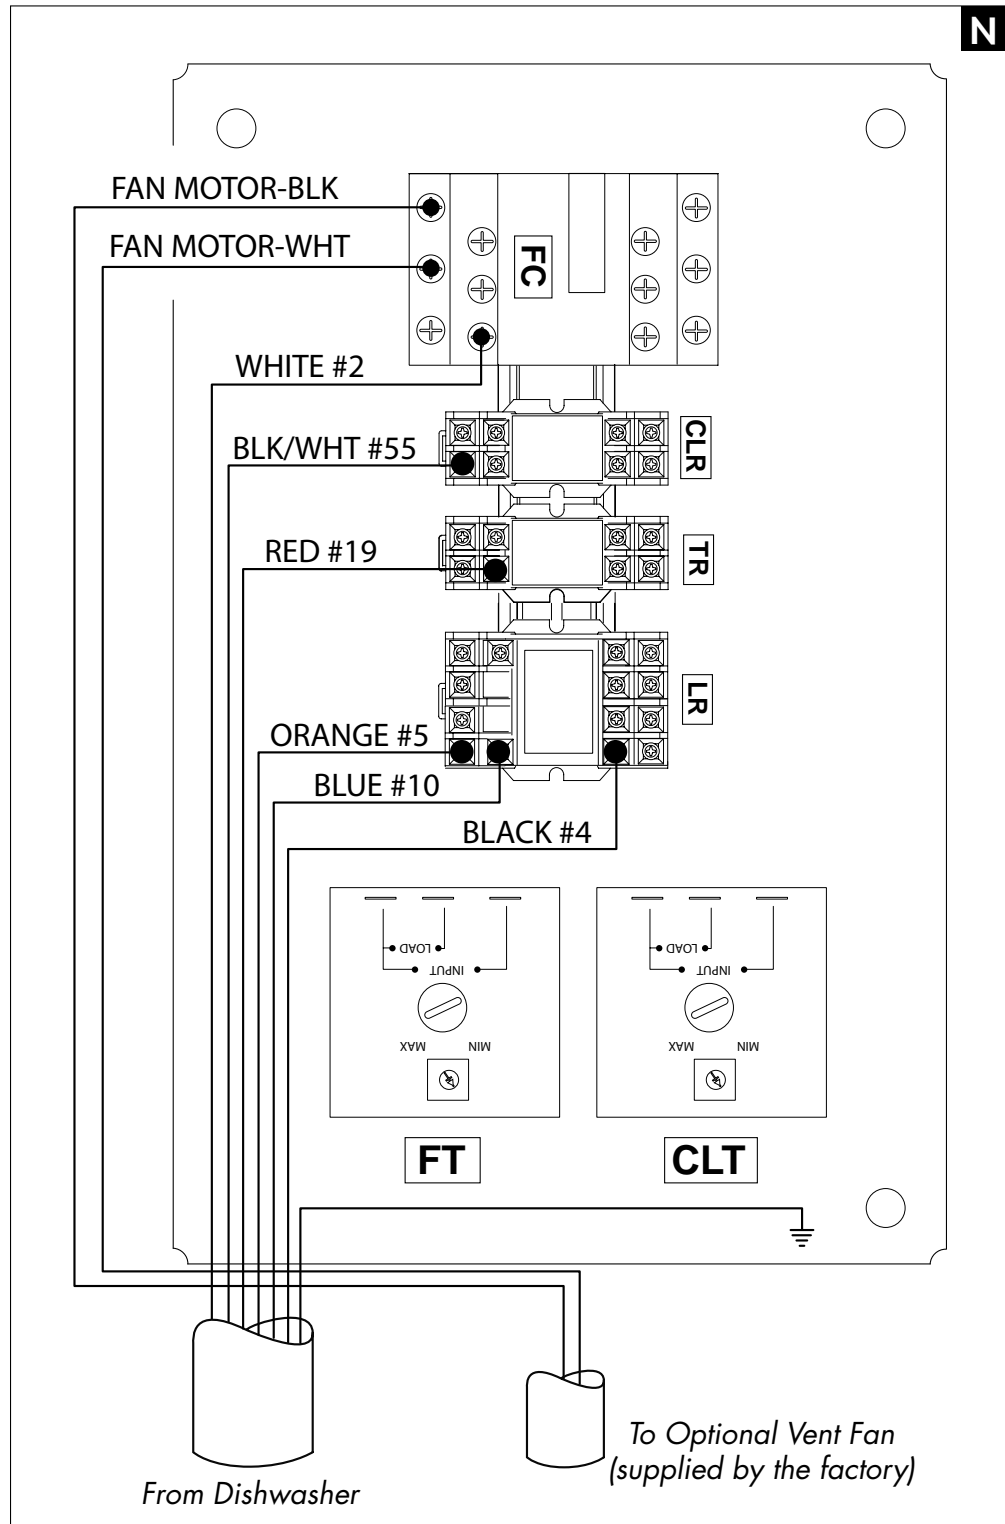 N
FAN MOTOR-BLK
FAN MOTOR-WHT
FC
WHITE #2
BLK/WHT #55
CLR
RED #19
TR
LR
ORANGE #5
BLUE #10
BLACK #4
LOAD
INPUT
MAX
MIN
LOAD
INPUT
MAX
MIN
FT
CLT
To Optional Vent Fan
(supplied by the factory)
From Dishwasher